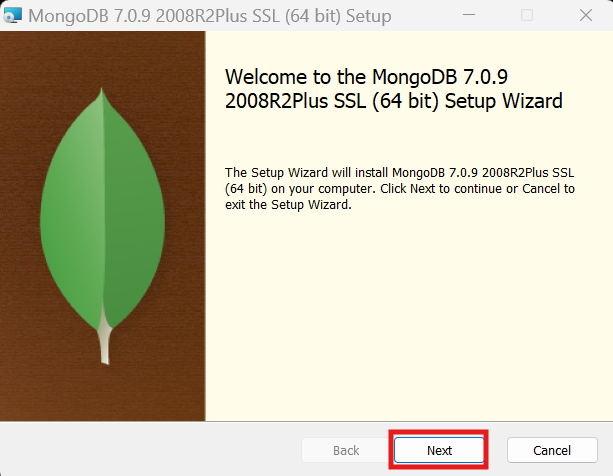 MongoDB 7.0.9 2008R2Plus SSL (64 bit) Setup
Welcome to the MongoDB 7.0.9
2008R2Plus SSL (64 bit) Setup Wizard
The Setup Wizard will install MongoDB 7.0.9 2008R2Plus SSL
(64 bit) on your computer. Click Next to continue or Cancel to
exit the Setup Wizard.
Back
Next
Cancel